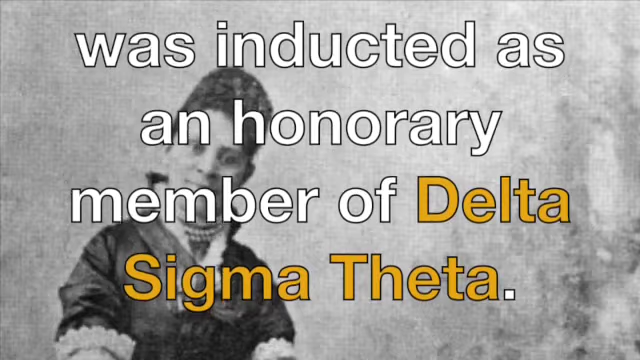 was inducted as
an honorary
member of Delta
Sigma Theta.